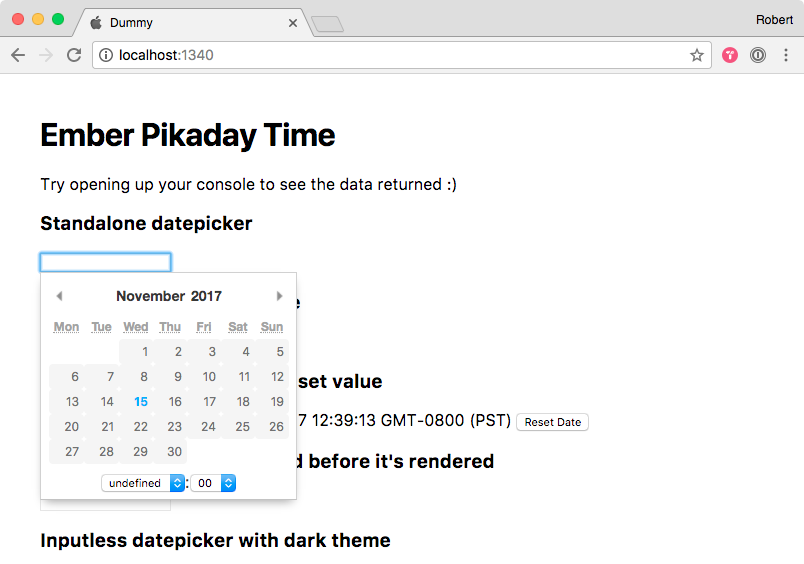 Dummy
Robert
localhost:1340
Ember Pikaday Time
Try opening up your console to see the data returned :)
Standalone datepicker
November 2017
Mon Tue Wed Thu Fri Sat Sun
1 2 3 4 5
6 7 8 9 10 11 12
13 14 15 16 17 18 19
20 21 22 23 24 25 26
27 28 29 30
undefined : 00
e
set value
7 12:39:13 GMT-0800 (PST) Reset Date
d before it's rendered
Inputless datepicker with dark theme